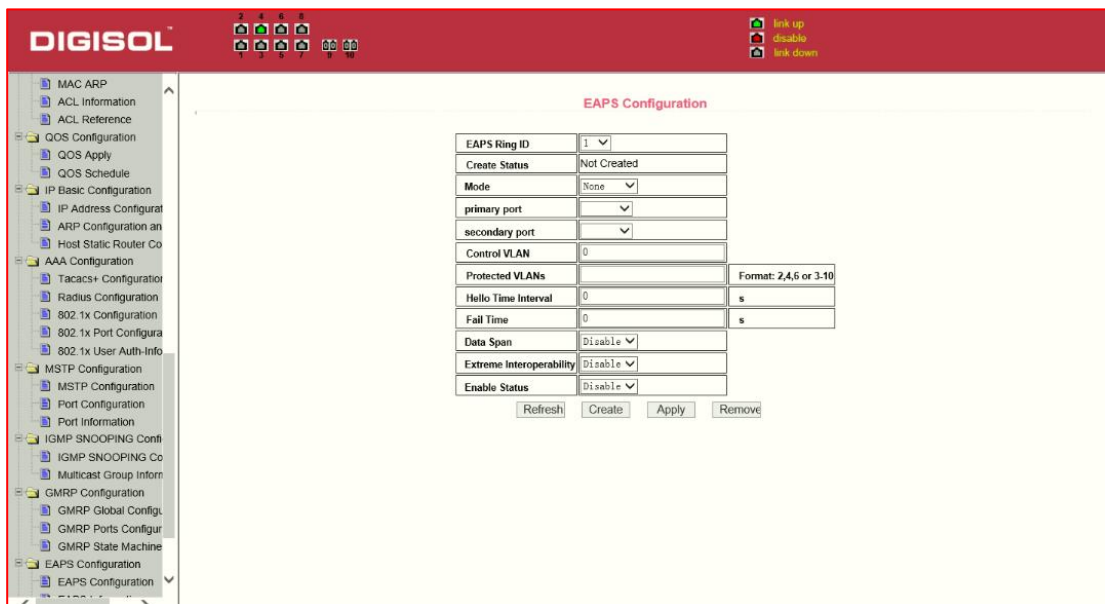 DIGISOL™
2 4 6 8
1 3 5 7 9 10
link up
disable
link down
MAC ARP
ACL Information
ACL Reference
QOS Configuration
QOS Apply
QOS Schedule
IP Basic Configuration
IP Address Configurat
ARP Configuration an
Host Static Router Co
AAA Configuration
Tacacs+ Configuration
Radius Configuration
802.1x Configuration
802.1x Port Configura
802.1x User Auth-Info
MSTP Configuration
MSTP Configuration
Port Configuration
Port Information
IGMP SNOOPING Confi
IGMP SNOOPING Co
Multicast Group Inform
GMRP Configuration
GMRP Global Configu
GMRP Ports Configur
GMRP State Machine
EAPS Configuration
EAPS Configuration
EAPS Configuration
EAPS Ring ID 1
Create Status Not Created
Mode None
primary port
secondary port
Control VLAN 0
Protected VLANs Format: 2,4,6 or 3-10
Hello Time Interval 0 s
Fail Time 0 s
Data Span Disable
Extreme Interoperability Disable
Enable Status Disable
Refresh Create Apply Remove